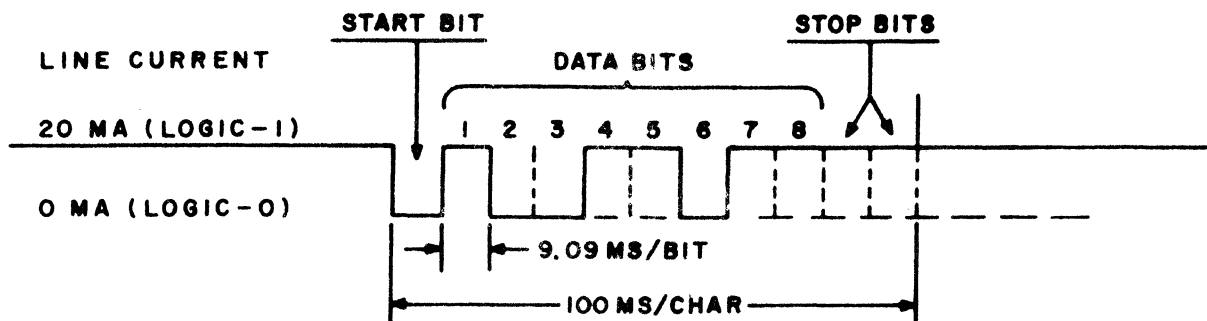 START BIT
STOP BITS
LINE CURRENT
DATA BITS
20 MA (LOGIC-1)
1 2 3 4 5 6 7 8
0 MA (LOGIC-0)
9.09 MS/BIT
100 MS/CHAR